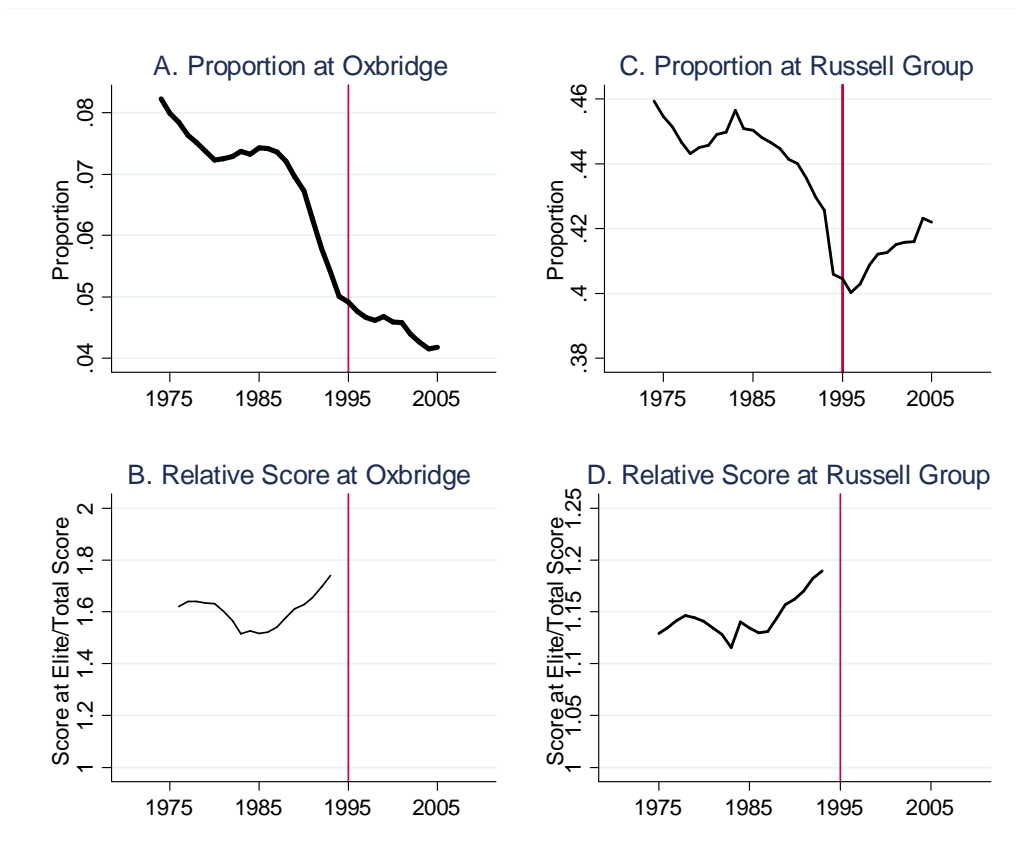 A. Proportion at Oxbridge
Proportion
.08
.07
.06
.05
.04
1975 1985 1995 2005
C. Proportion at Russell Group
Proportion
.46
.44
.42
.4
.38
1975 1985 1995 2005
B. Relative Score at Oxbridge
Score at Elite/Total Score
2
1.8
1.6
1.4
1.2
1
1975 1985 1995 2005
D. Relative Score at Russell Group
Score at Elite/Total Score
1.25
1.2
1.15
1.1
1.05
1
1975 1985 1995 2005